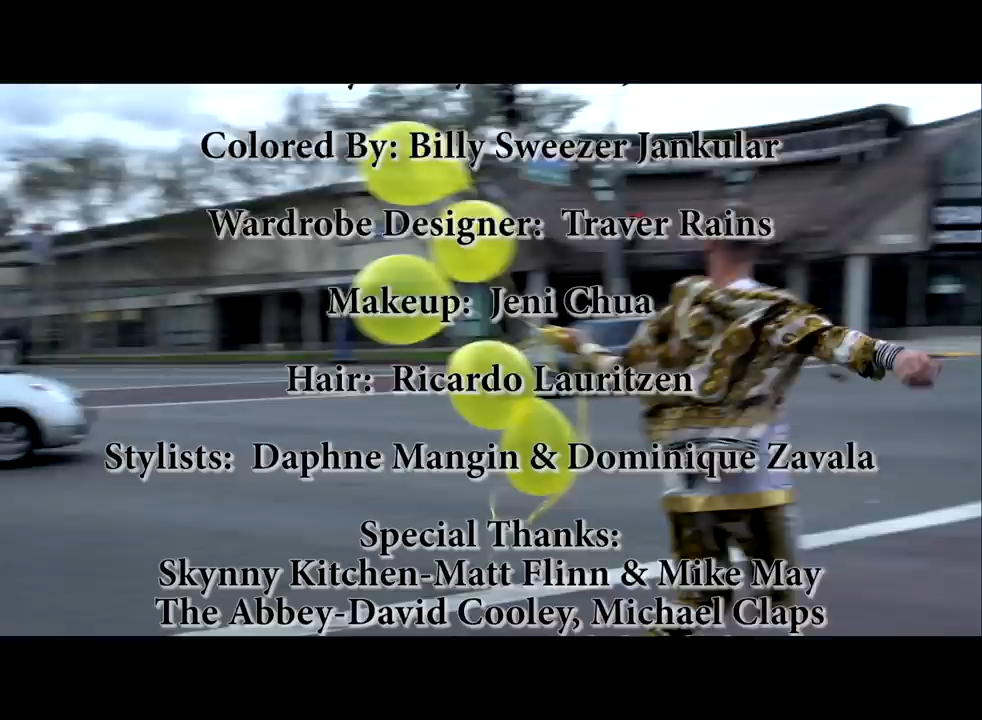 Colored By: Billy Sweezer Jankular
Wardrobe Designer: Traver Rains
Makeup: Jeni Chua
Hair: Ricardo Lauritzen
Stylists: Daphne Mangin & Dominique Zavala
Special Thanks:
Skynny Kitchen-Matt Flinn & Mike May
The Abbey-David Cooley, Michael Claps